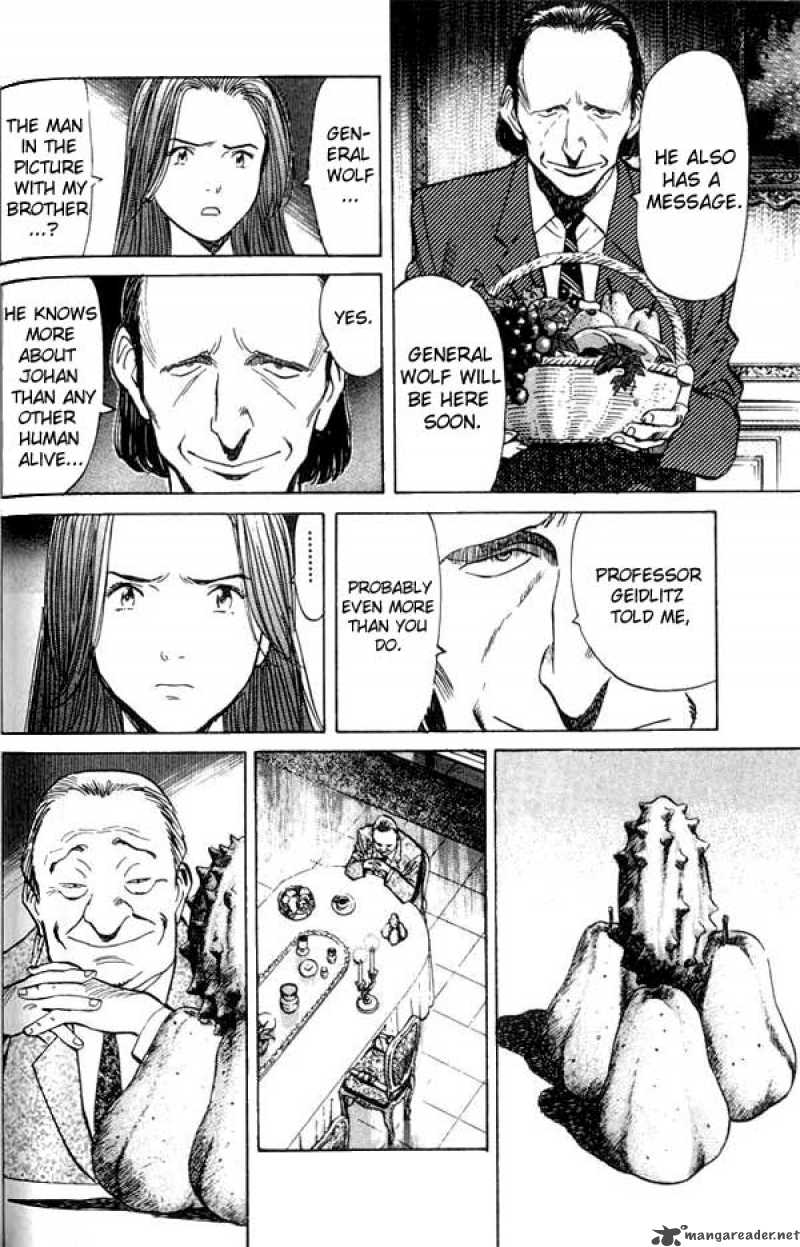 HE ALSO
HAS A
MESSAGE.
GENERAL
WOLF WILL
BE HERE
SOON.
GEN-
ERAL
WOLF
...
THE MAN
IN THE
PICTURE
WITH MY
BROTHER
...?
YES.
HE KNOWS
MORE
ABOUT
JOHAN
THAN ANY
OTHER
HUMAN
ALIVE...
PROFESSOR
GEIDLITZ
TOLD ME,
PROBABLY
EVEN MORE
THAN YOU
DO.
........
mangareader.net